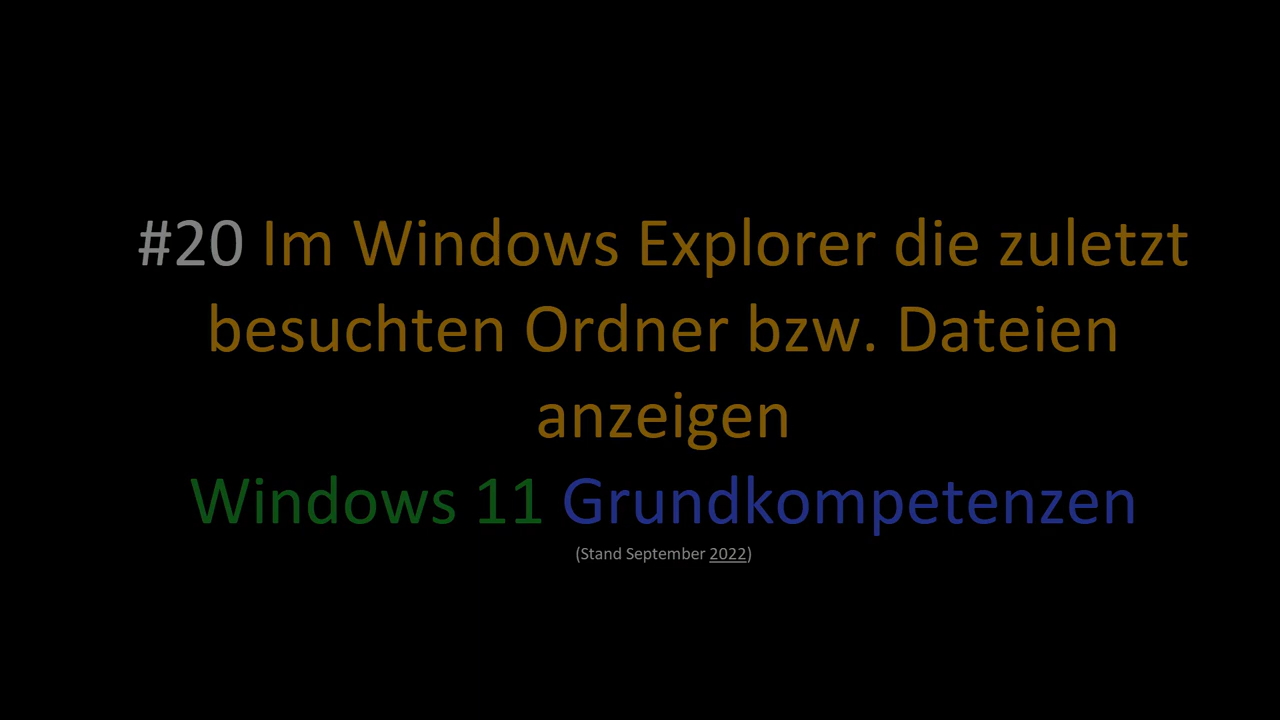 #20 Im Windows Explorer die zuletzt
besuchten Ordner bzw. Dateien
anzeigen
Windows 11 Grundkompetenzen
(Stand September 2022)